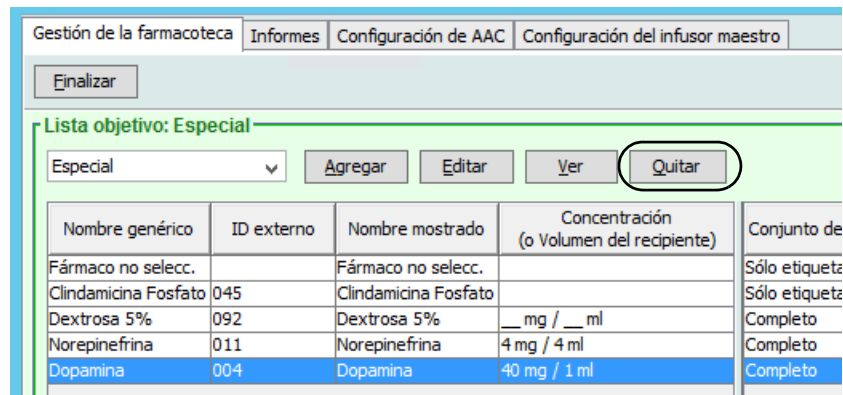 Gestión de la farmacoteca Informes Configuración de AAC Configuración del infusor maestro
Finalizar
Lista objetivo: Especial
Especial Agregar Editar Ver Quitar
Nombre genérico ID externo Nombre mostrado Concentración (o Volumen del recipiente) Conjunto de
Fármaco no selecc. Fármaco no selecc. Sólo etiqueta
Clindamicina Fosfato 045 Clindamicina Fosfato Sólo etiqueta
Dextrosa 5% 092 Dextrosa 5% __ mg / __ ml Completo
Norepinefrina 011 Norepinefrina 4 mg / 4 ml Completo
Dopamina 004 Dopamina 40 mg / 1 ml Completo